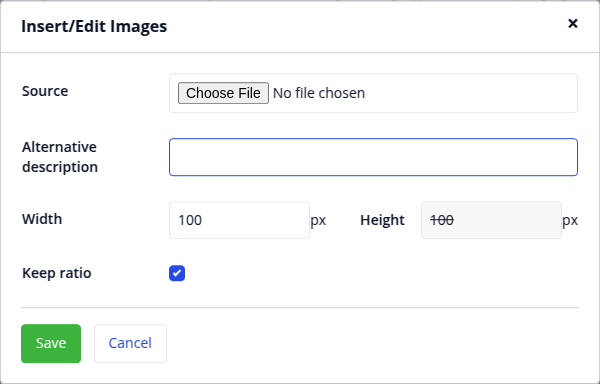 Insert/Edit Images ×
Source Choose File No file chosen
Alternative
description
Width 100 px Height 100 px
Keep ratio
Save Cancel